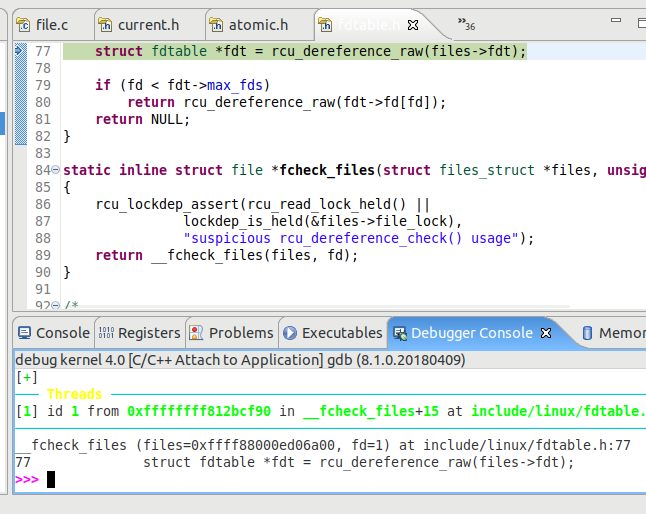 file.c current.h atomic.h fdtable.h »36
77 struct fdtable *fdt = rcu_dereference_raw(files->fdt);
78
79 if (fd < fdt->max_fds)
80 return rcu_dereference_raw(fdt->fd[fd]);
81 return NULL;
82 }
83
84 static inline struct file *fcheck_files(struct files_struct *files, unsig
85 {
86 rcu_lockdep_assert(rcu_read_lock_held() ||
87 lockdep_is_held(&files->file_lock),
88 "suspicious rcu_dereference_check() usage");
89 return __fcheck_files(files, fd);
90 }
91
92 /*
Console Registers Problems Executables Debugger Console Memor
debug kernel 4.0 [C/C++ Attach to Application] gdb (8.1.0.20180409)
[+]
Threads
[1] id 1 from 0xffffffff812bcf90 in __fcheck_files+15 at include/linux/fdtable.
__fcheck_files (files=0xffff88000ed06a00, fd=1) at include/linux/fdtable.h:77
77 struct fdtable *fdt = rcu_dereference_raw(files->fdt);
>>>